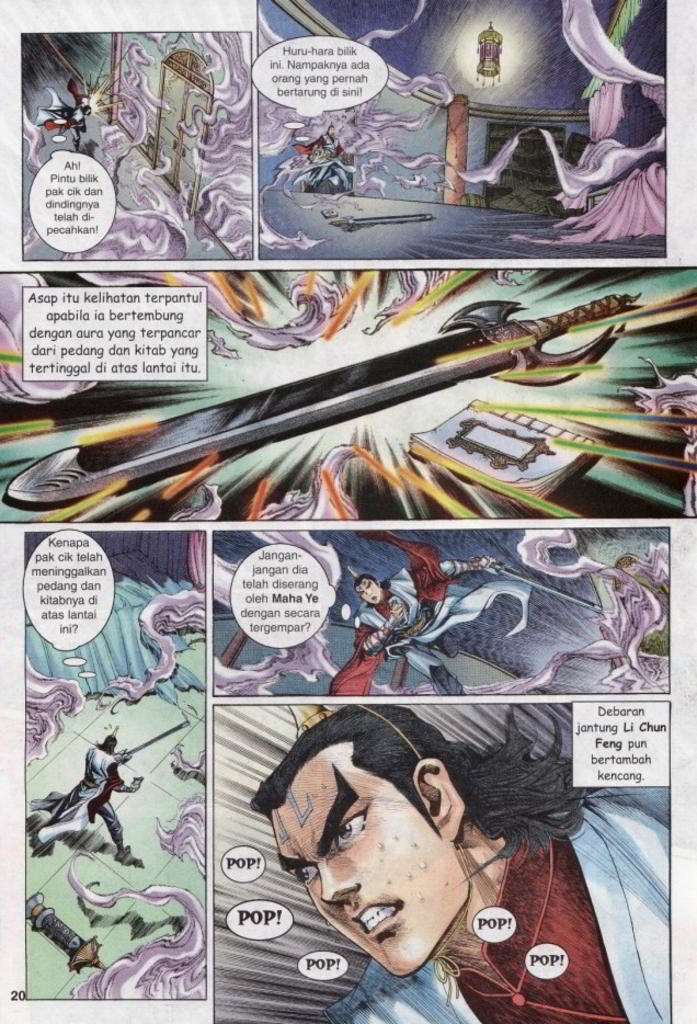 Ah!
Pintu bilik
pak cik dan
dindingnya
telah di-
pecahkan!
Huru-hara bilik
ini. Nampaknya ada
orang yang pernah
bertarung di sini!
Asap itu kelihatan terpantul
apabila ia bertembung
dengan aura yang terpancar
dari pedang dan kitab yang
tertinggal di atas lantai itu.
Kenapa
pak cik telah
meninggalkan
pedang dan
kitabnya di
atas lantai
ini?
Jangan-
jangan dia
telah diserang
oleh Maha Ye
dengan secara
tergempar?
Debaran
jantung Li Chun
Feng pun
bertambah
kencang.
POP!
POP!
POP!
POP!
POP!
20